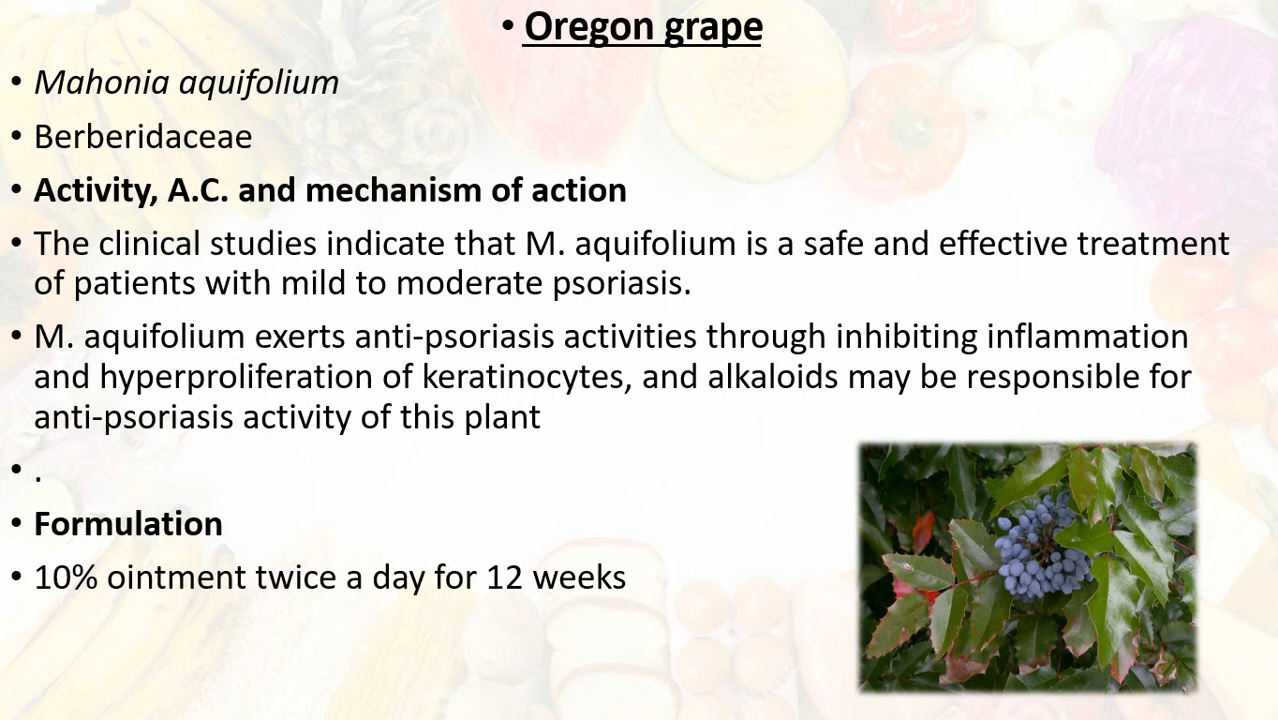 • Oregon grape
• Mahonia aquifolium
• Berberidaceae
• Activity, A.C. and mechanism of action
• The clinical studies indicate that M. aquifolium is a safe and effective treatment
of patients with mild to moderate psoriasis.
• M. aquifolium exerts anti-psoriasis activities through inhibiting inflammation
and hyperproliferation of keratinocytes, and alkaloids may be responsible for
anti-psoriasis activity of this plant
• .
• Formulation
• 10% ointment twice a day for 12 weeks